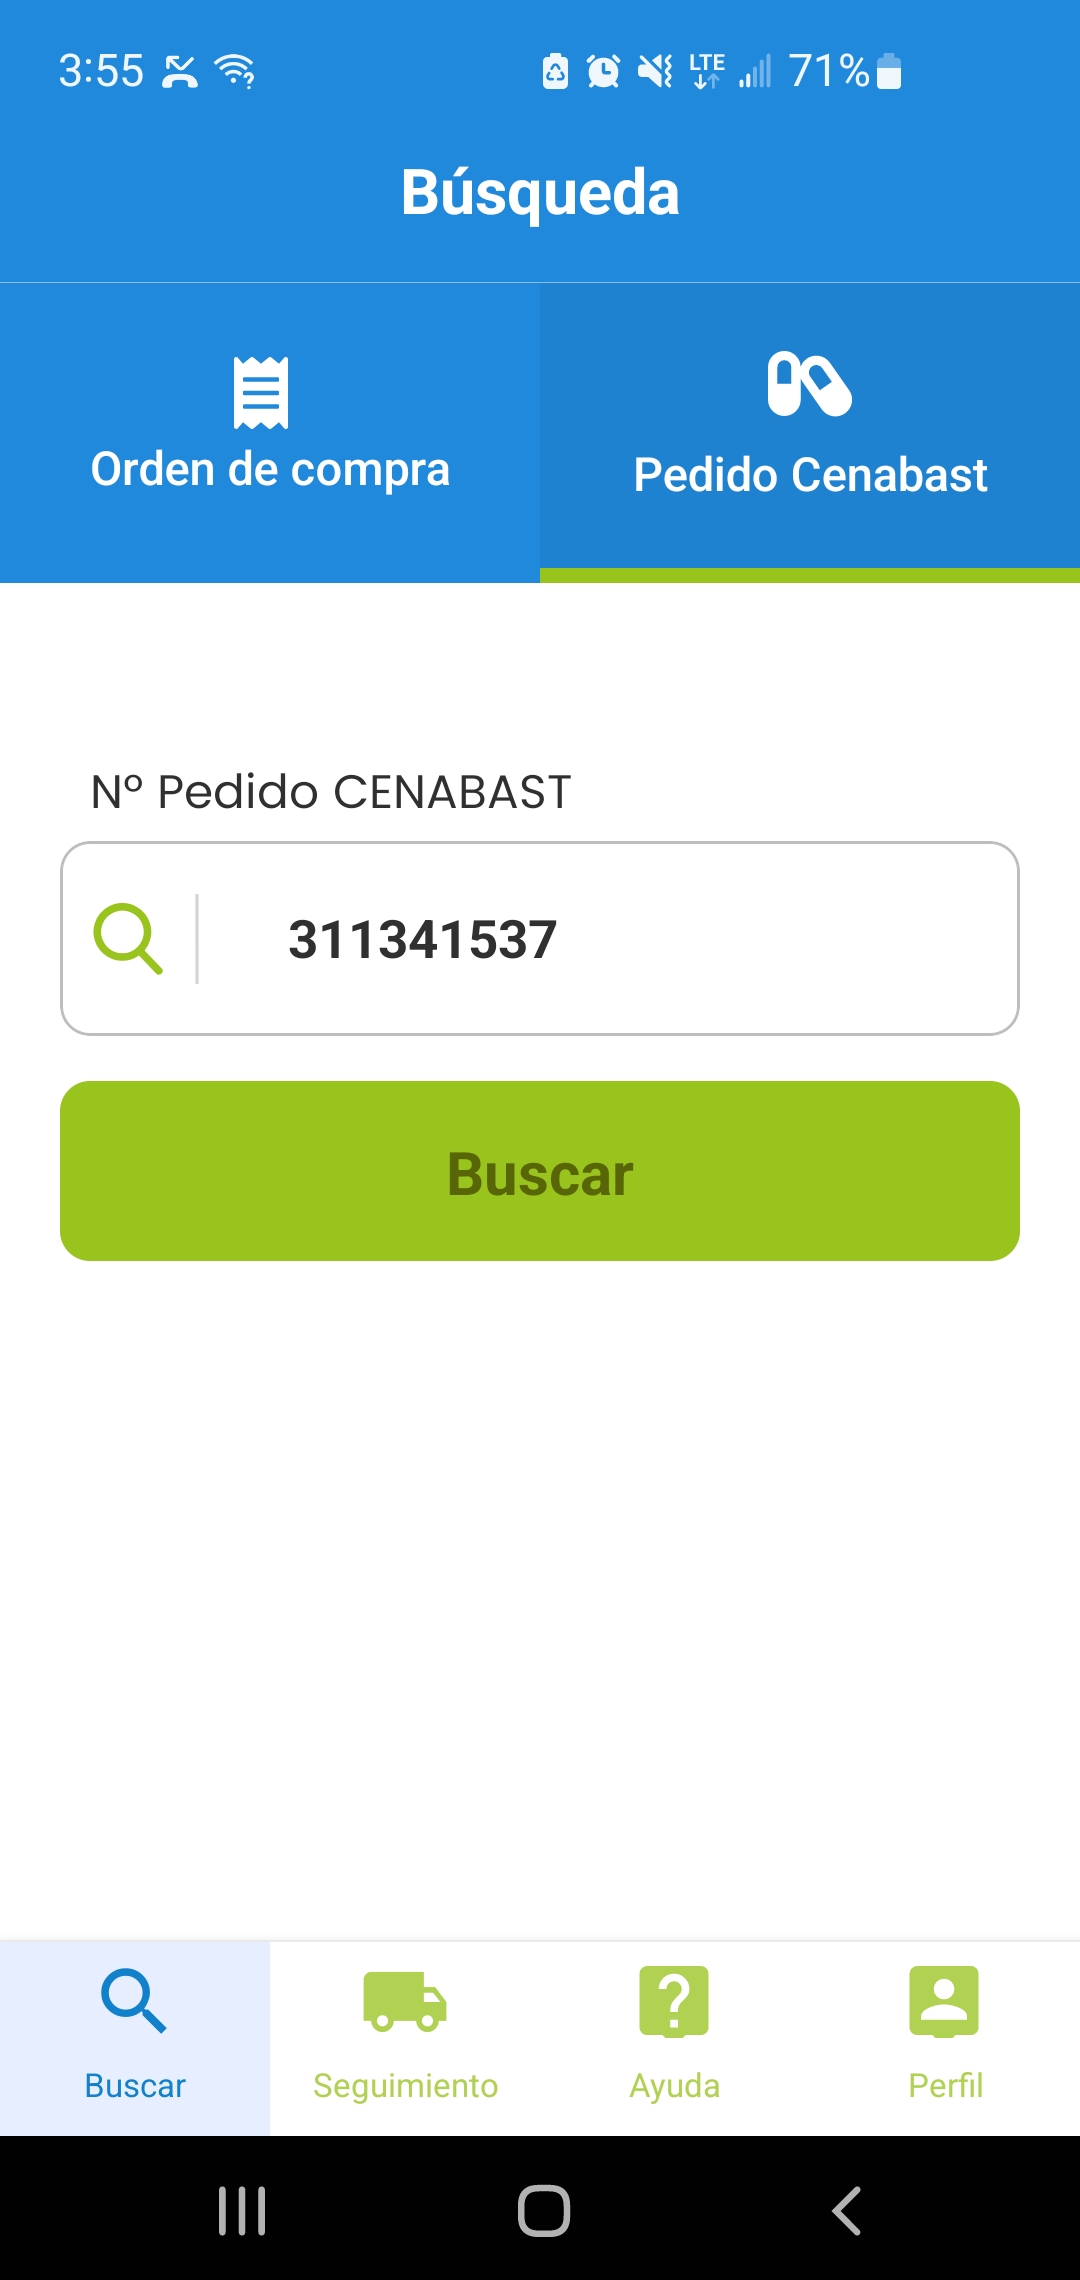 3:55 LTE 71%
Búsqueda
Orden de compra
Pedido Cenabast
Nº Pedido CENABAST
311341537
Buscar
Buscar
Seguimiento
Ayuda
Perfil